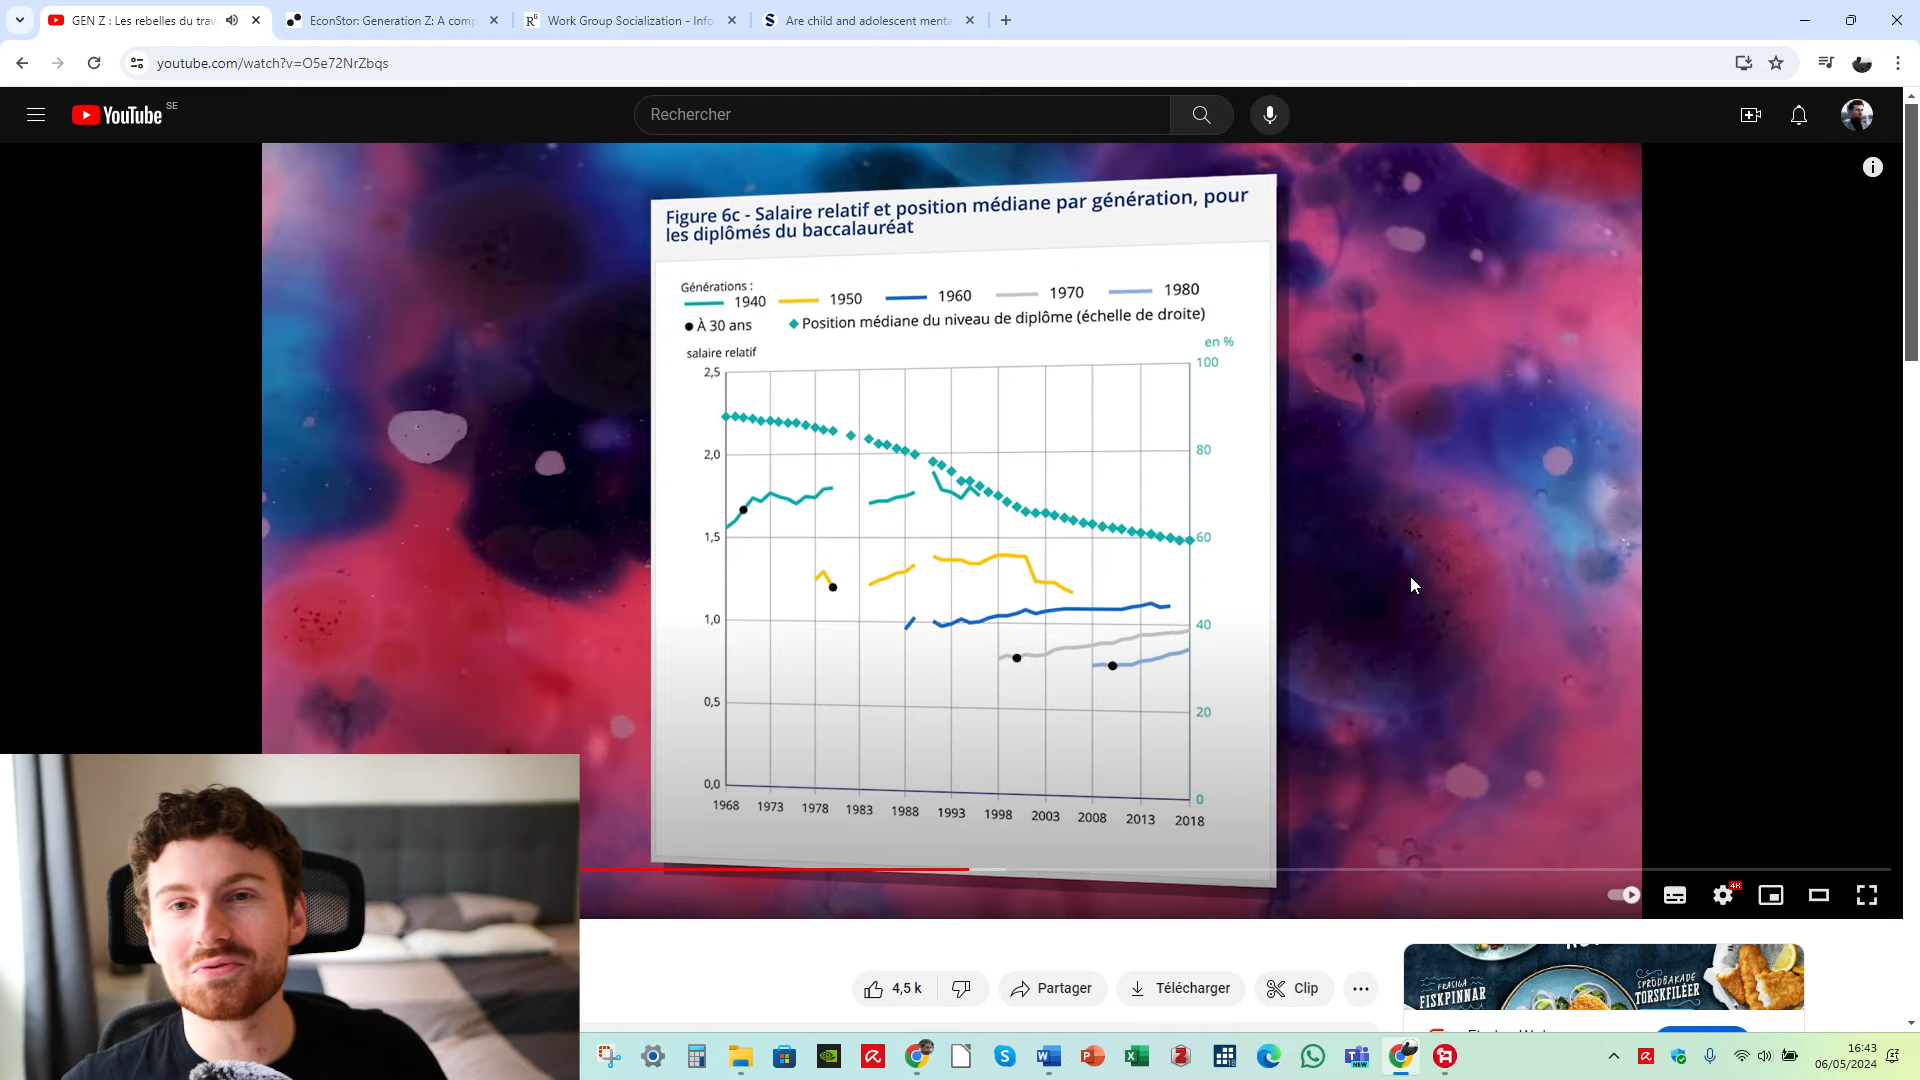 GEN Z : Les rebelles du trav
EconStor: Generation Z: A comp
Work Group Socialization - Info
Are child and adolescent menta
youtube.com/watch?v=O5e72NrZbqs
YouTube SE
Rechercher
Figure 6c - Salaire relatif et position médiane par génération, pour
les diplômés du baccalauréat
Générations :
1940 1950 1960 1970 1980
À 30 ans Position médiane du niveau de diplôme (échelle de droite)
salaire relatif
en %
2,5
100
2,0
80
1,5
60
1,0
40
0,5
20
0,0
0
1968 1973 1978 1983 1988 1993 1998 2003 2008 2013 2018
4K
4,5 k
Partager
Télécharger
Clip
FRASIGA
FISKPINNAR
SPRÖDBAKADE
TORSKFILÉER
NEW
16:43
06/05/2024